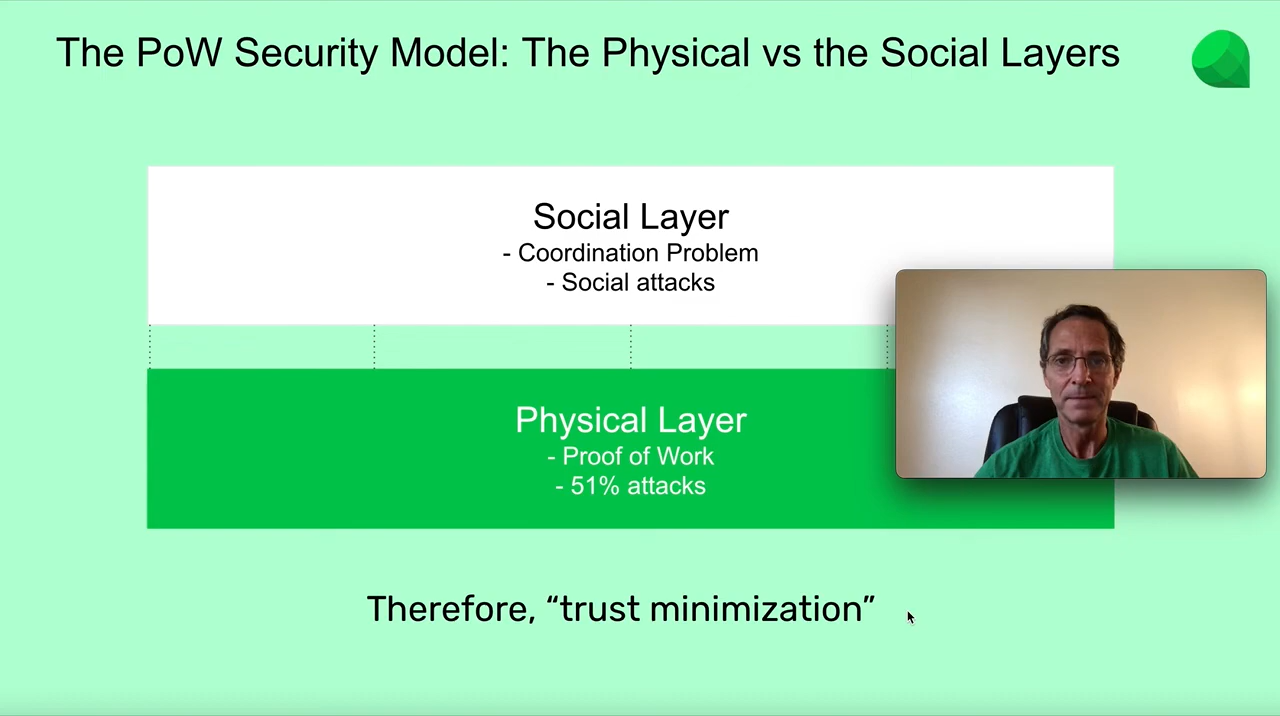 The PoW Security Model: The Physical vs the Social Layers
Social Layer
- Coordination Problem
- Social attacks
Physical Layer
- Proof of Work
- 51% attacks
Therefore, “trust minimization”